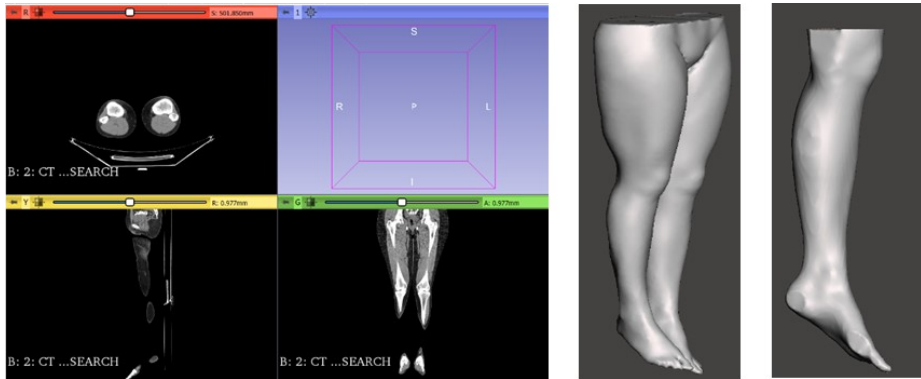 R
S: 501.850mm
B: 2: CT ...SEARCH
1
S
R
P
L
I
Y
R: 0.977mm
B: 2: CT ...SEARCH
G
A: 0.977mm
B: 2: CT ...SEARCH